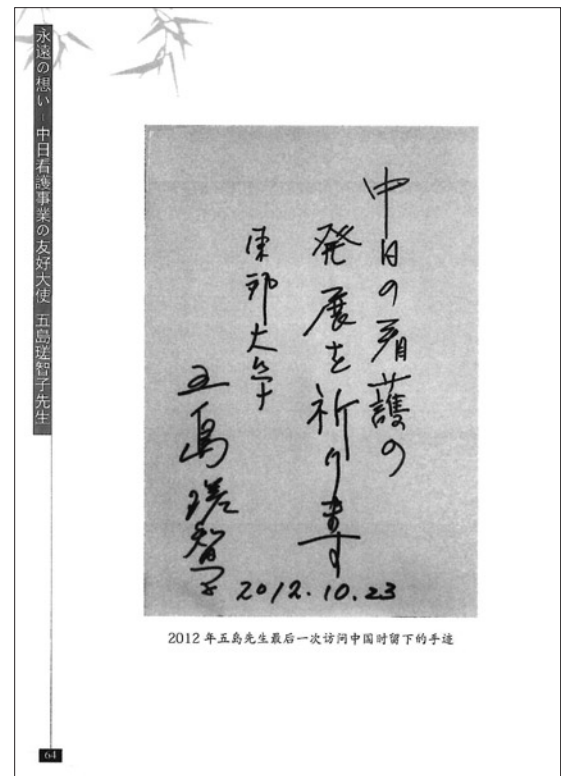 永遠の想い－中日看護事業の友好大使 五島瑳智子先生
中日の看護の
発展を祈ります
東邦大学
五島瑳智子
2012.10.23
2012年五岛先生最后一次访问中国时留下的手迹
64